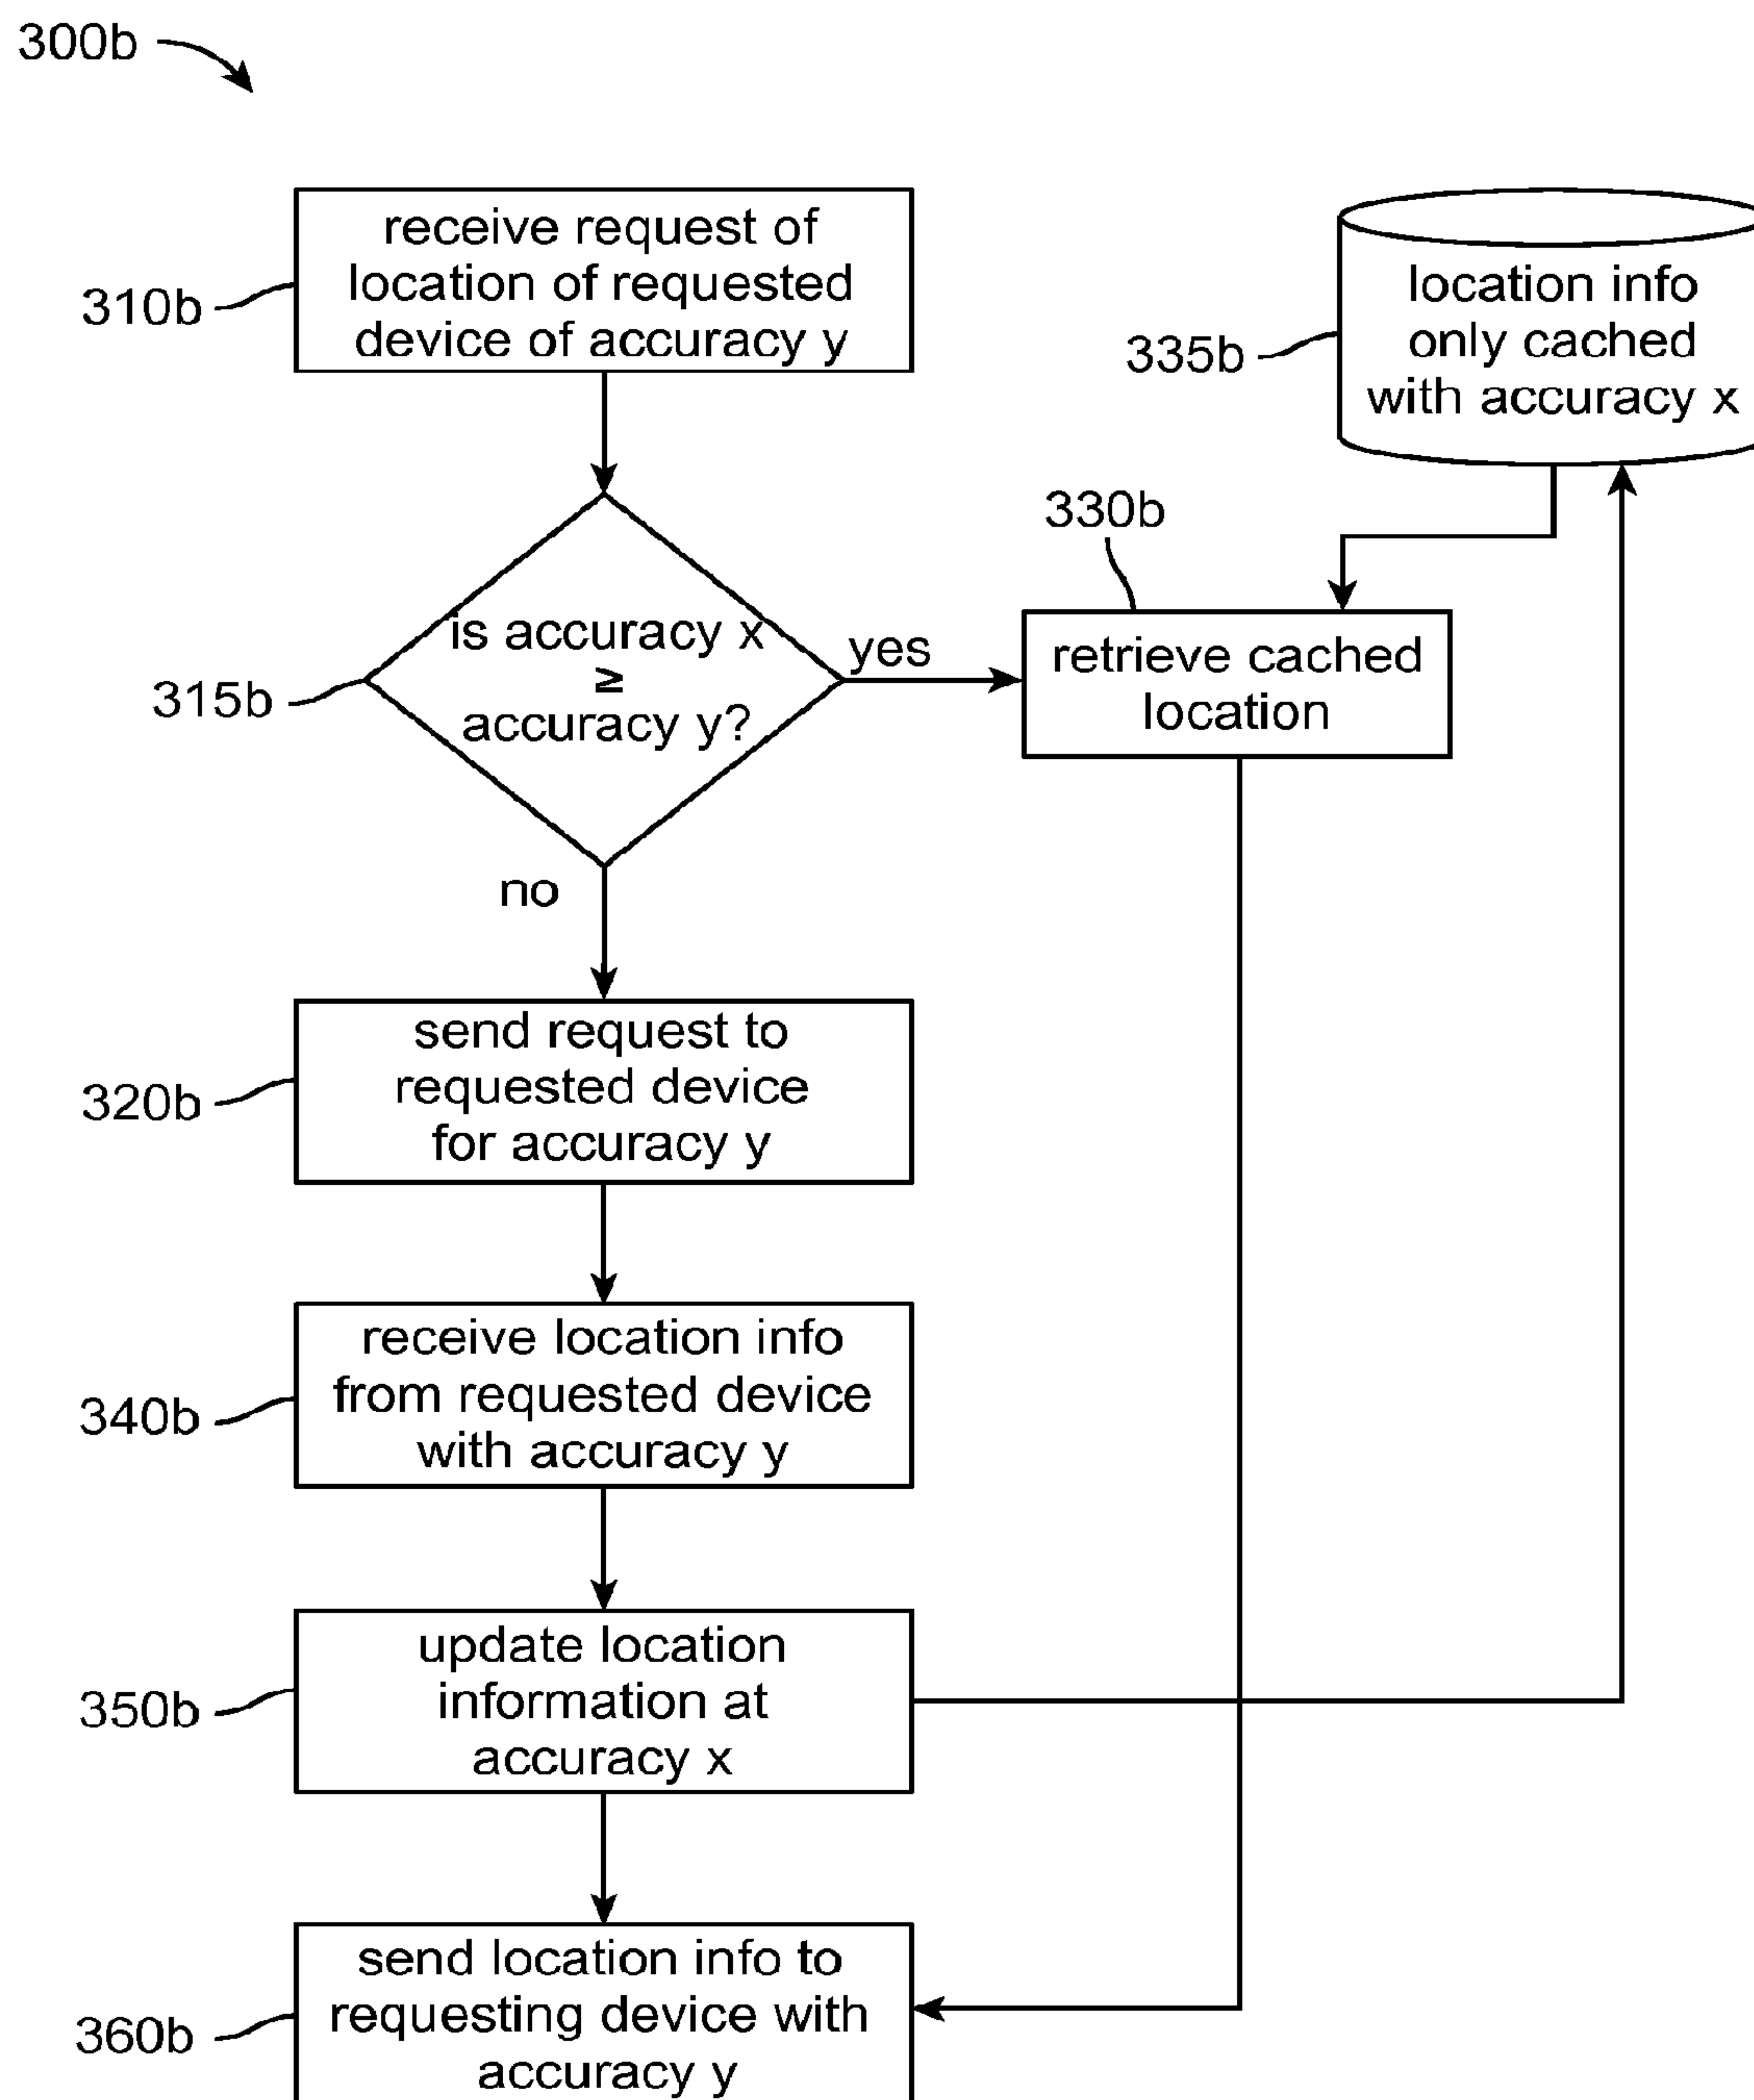 300b
receive request of
location of requested
device of accuracy y
310b
location info
only cached
with accuracy x
335b
330b
is accuracy x
≥
accuracy y?
315b
yes
retrieve cached
location
no
send request to
requested device
for accuracy y
320b
receive location info
from requested device
with accuracy y
340b
update location
information at
accuracy x
350b
send location info to
requesting device with
accuracy y
360b